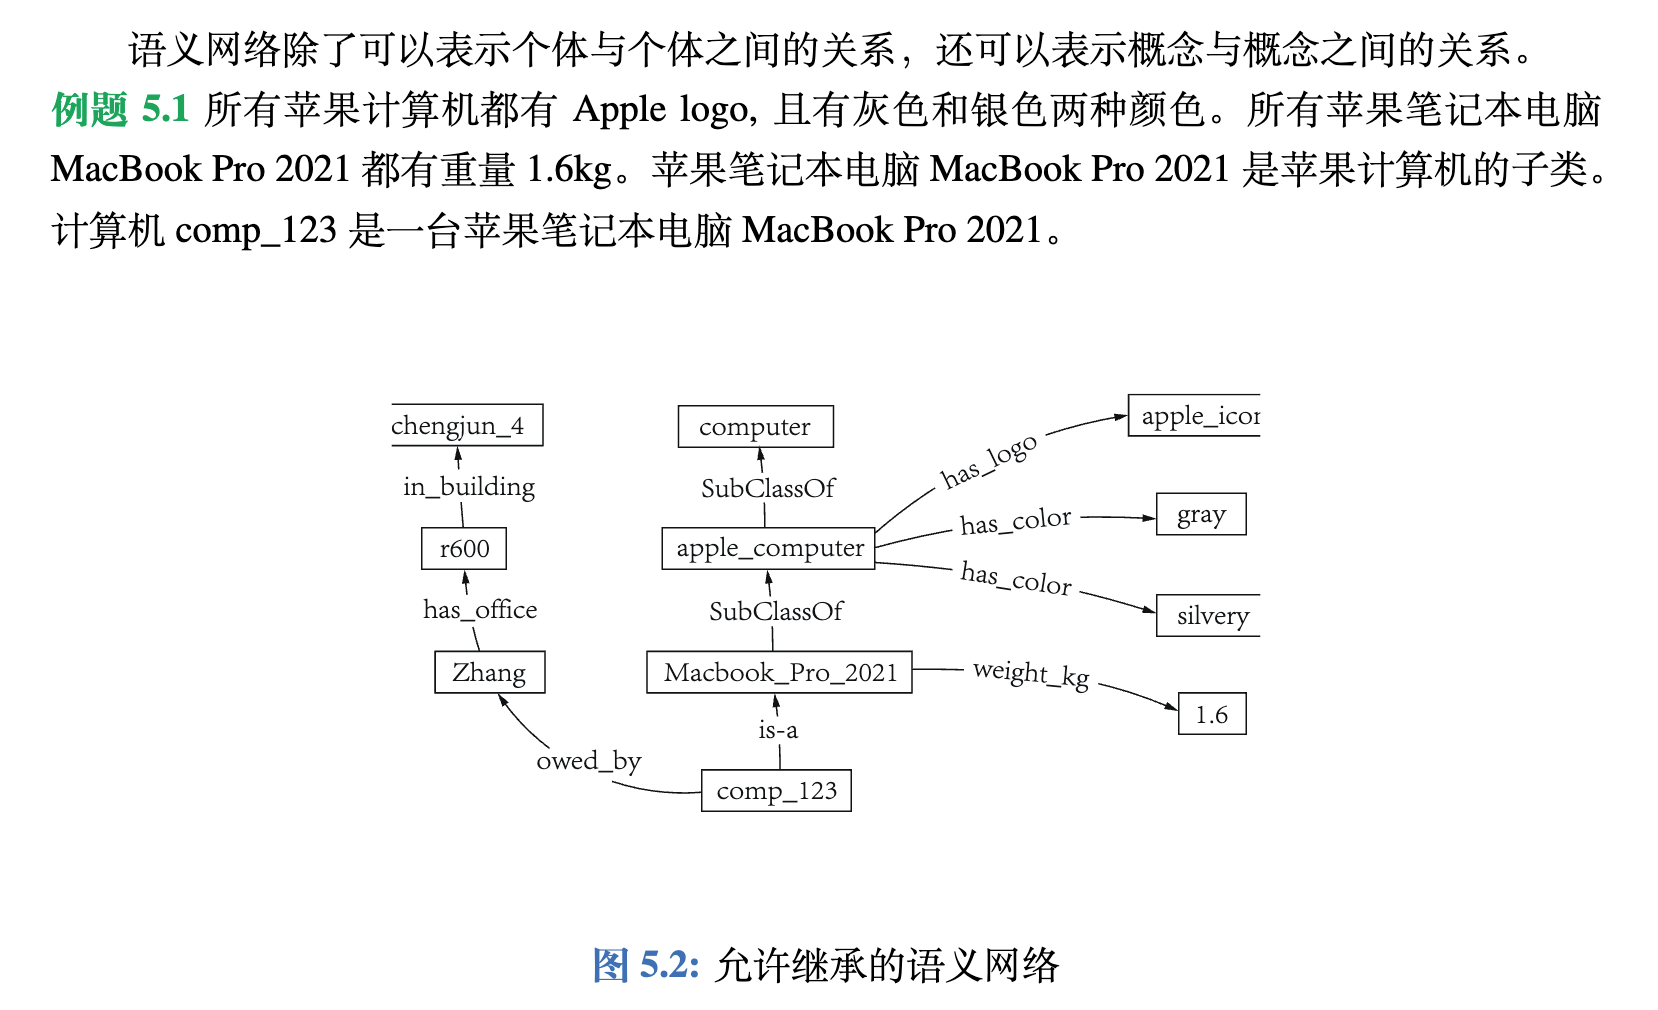 语义网络除了可以表示个体与个体之间的关系，还可以表示概念与概念之间的关系。
例题 5.1 所有苹果计算机都有 Apple logo, 且有灰色和银色两种颜色。所有苹果笔记本电脑
MacBook Pro 2021 都有重量 1.6kg。苹果笔记本电脑 MacBook Pro 2021 是苹果计算机的子类。
计算机 comp_123 是一台苹果笔记本电脑 MacBook Pro 2021。
chengjun_4
computer
apple_icon
has_logo
in_building
SubClassOf
has_color
gray
r600
apple_computer
has_color
has_office
SubClassOf
silvery
Zhang
Macbook_Pro_2021
weight_kg
1.6
is-a
owed_by
comp_123
图 5.2: 允许继承的语义网络